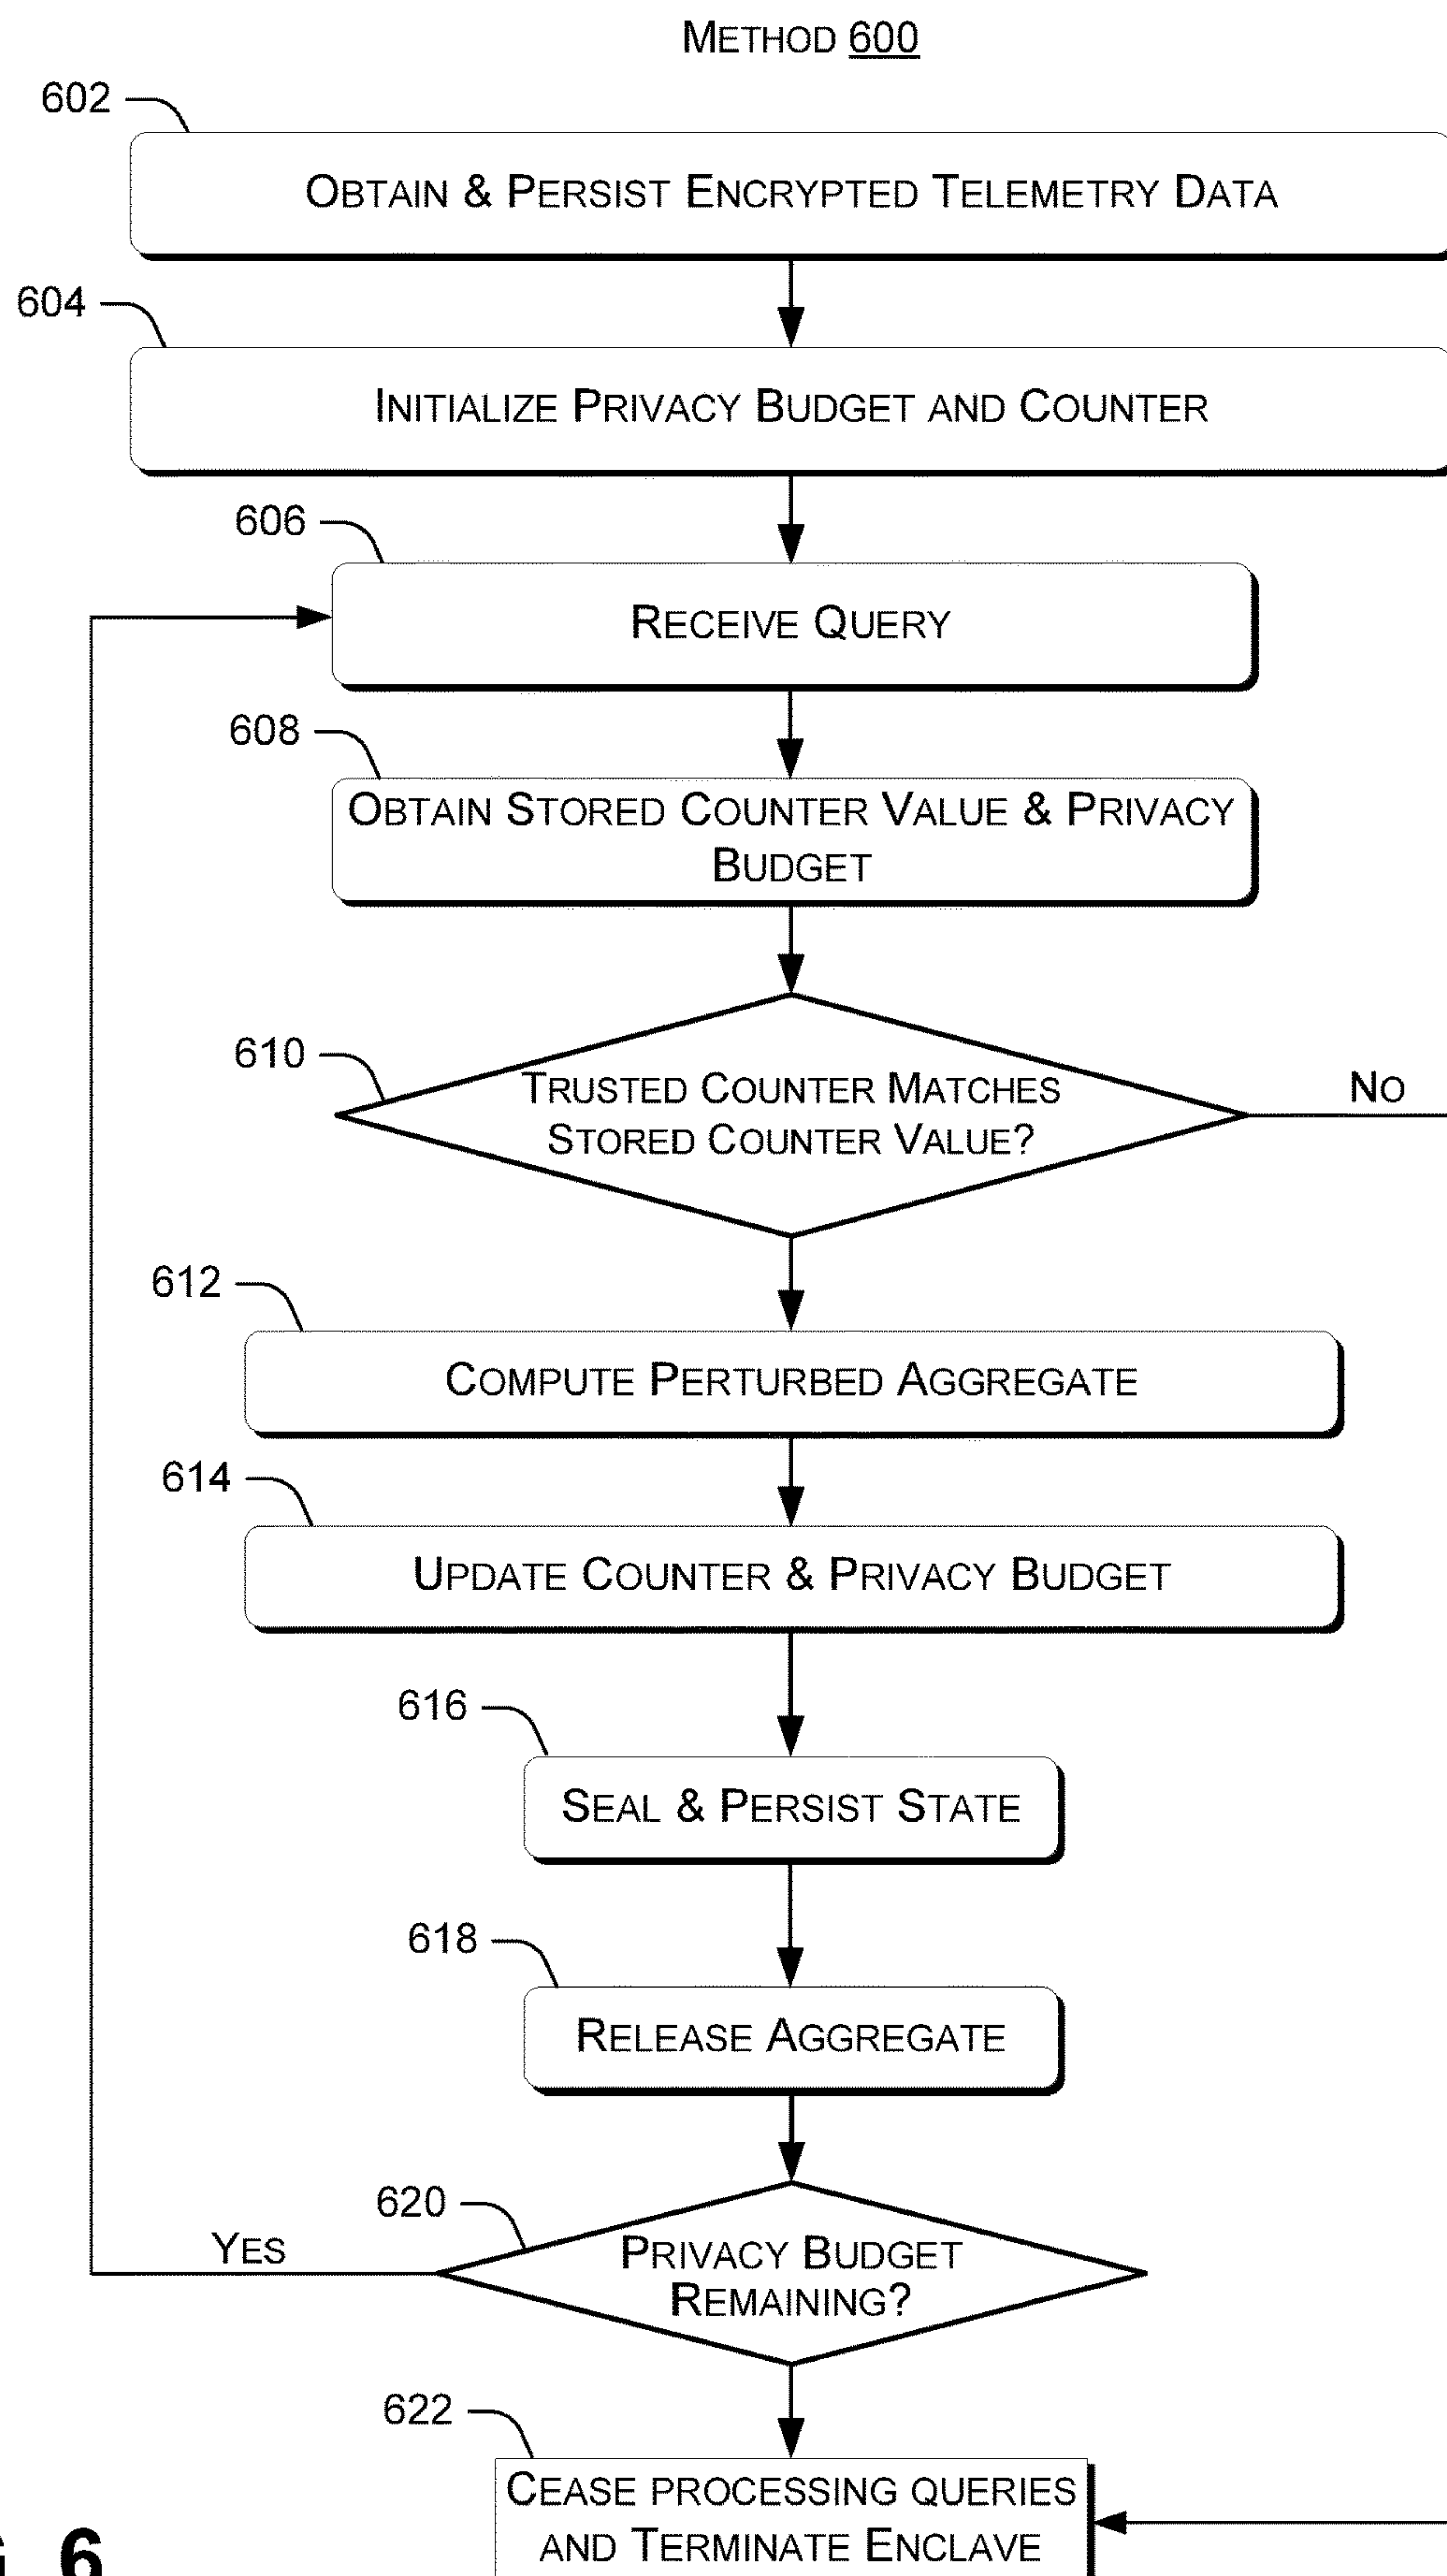 METHOD 600
602
OBTAIN & PERSIST ENCRYPTED TELEMETRY DATA
604
INITIALIZE PRIVACY BUDGET AND COUNTER
606
RECEIVE QUERY
608
OBTAIN STORED COUNTER VALUE & PRIVACY
BUDGET
610
TRUSTED COUNTER MATCHES
STORED COUNTER VALUE?
NO
612
COMPUTE PERTURBED AGGREGATE
614
UPDATE COUNTER & PRIVACY BUDGET
616
SEAL & PERSIST STATE
618
RELEASE AGGREGATE
620
PRIVACY BUDGET
REMAINING?
YES
622
CEASE PROCESSING QUERIES
AND TERMINATE ENCLAVE
6